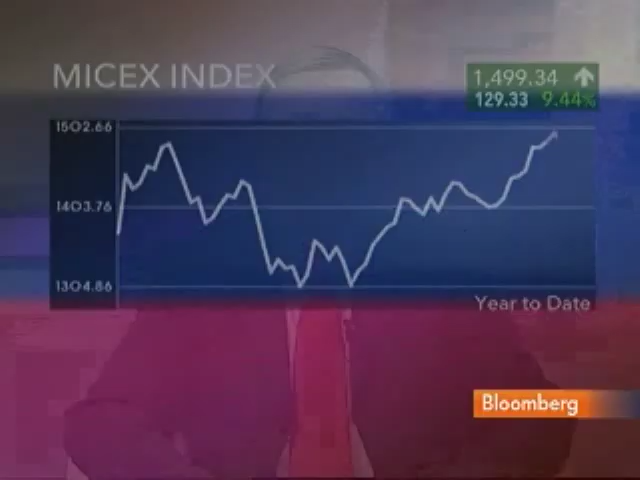 MICEX INDEX
1,499.34
129.33 9.44%
1502.66
1403.76
1304.86
Year to Date
Bloomberg